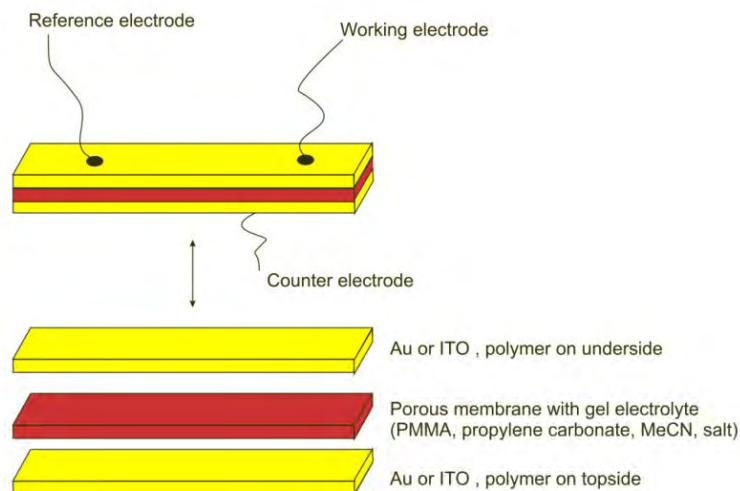 Reference electrode
Working electrode
Counter electrode
Au or ITO , polymer on underside
Porous membrane with gel electrolyte
(PMMA, propylene carbonate, MeCN, salt)
Au or ITO , polymer on topside